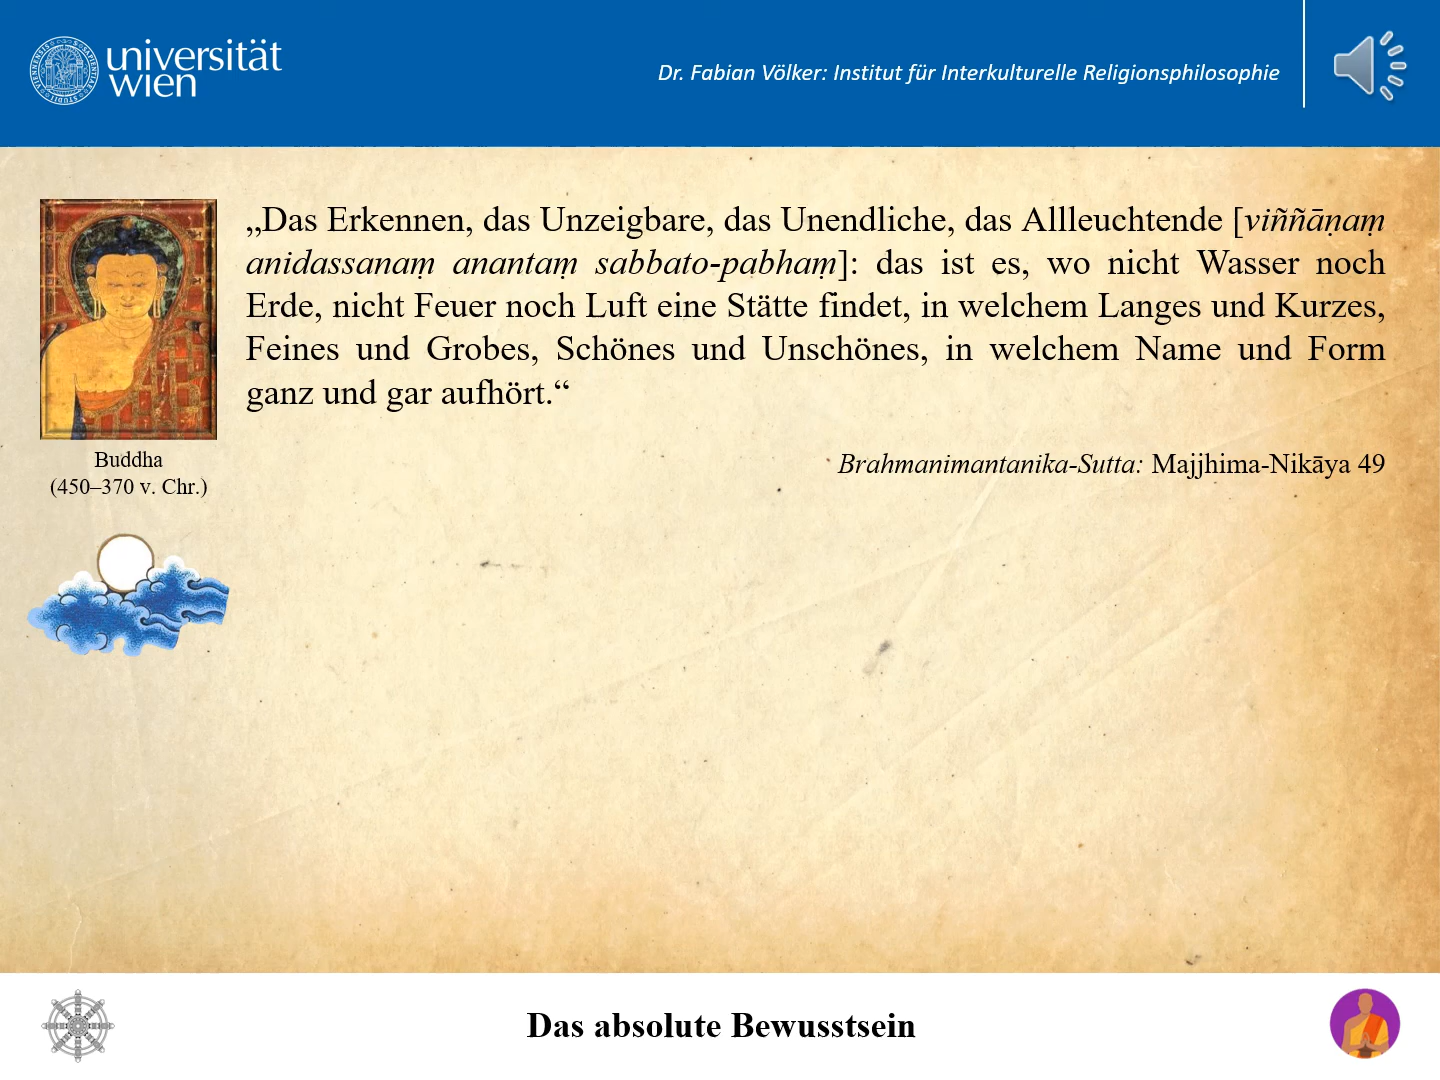 universität
wien
Dr. Fabian Völker: Institut für Interkulturelle Religionsphilosophie
„Das Erkennen, das Unzeigbare, das Unendliche, das Allleuchtende [viññāṇaṃ
anidassanaṃ anantaṃ sabbato-pabhaṃ]: das ist es, wo nicht Wasser noch
Erde, nicht Feuer noch Luft eine Stätte findet, in welchem Langes und Kurzes,
Feines und Grobes, Schönes und Unschönes, in welchem Name und Form
ganz und gar aufhört.“
Brahmanimantanika-Sutta: Majjhima-Nikāya 49
Buddha
(450–370 v. Chr.)
Das absolute Bewusstsein